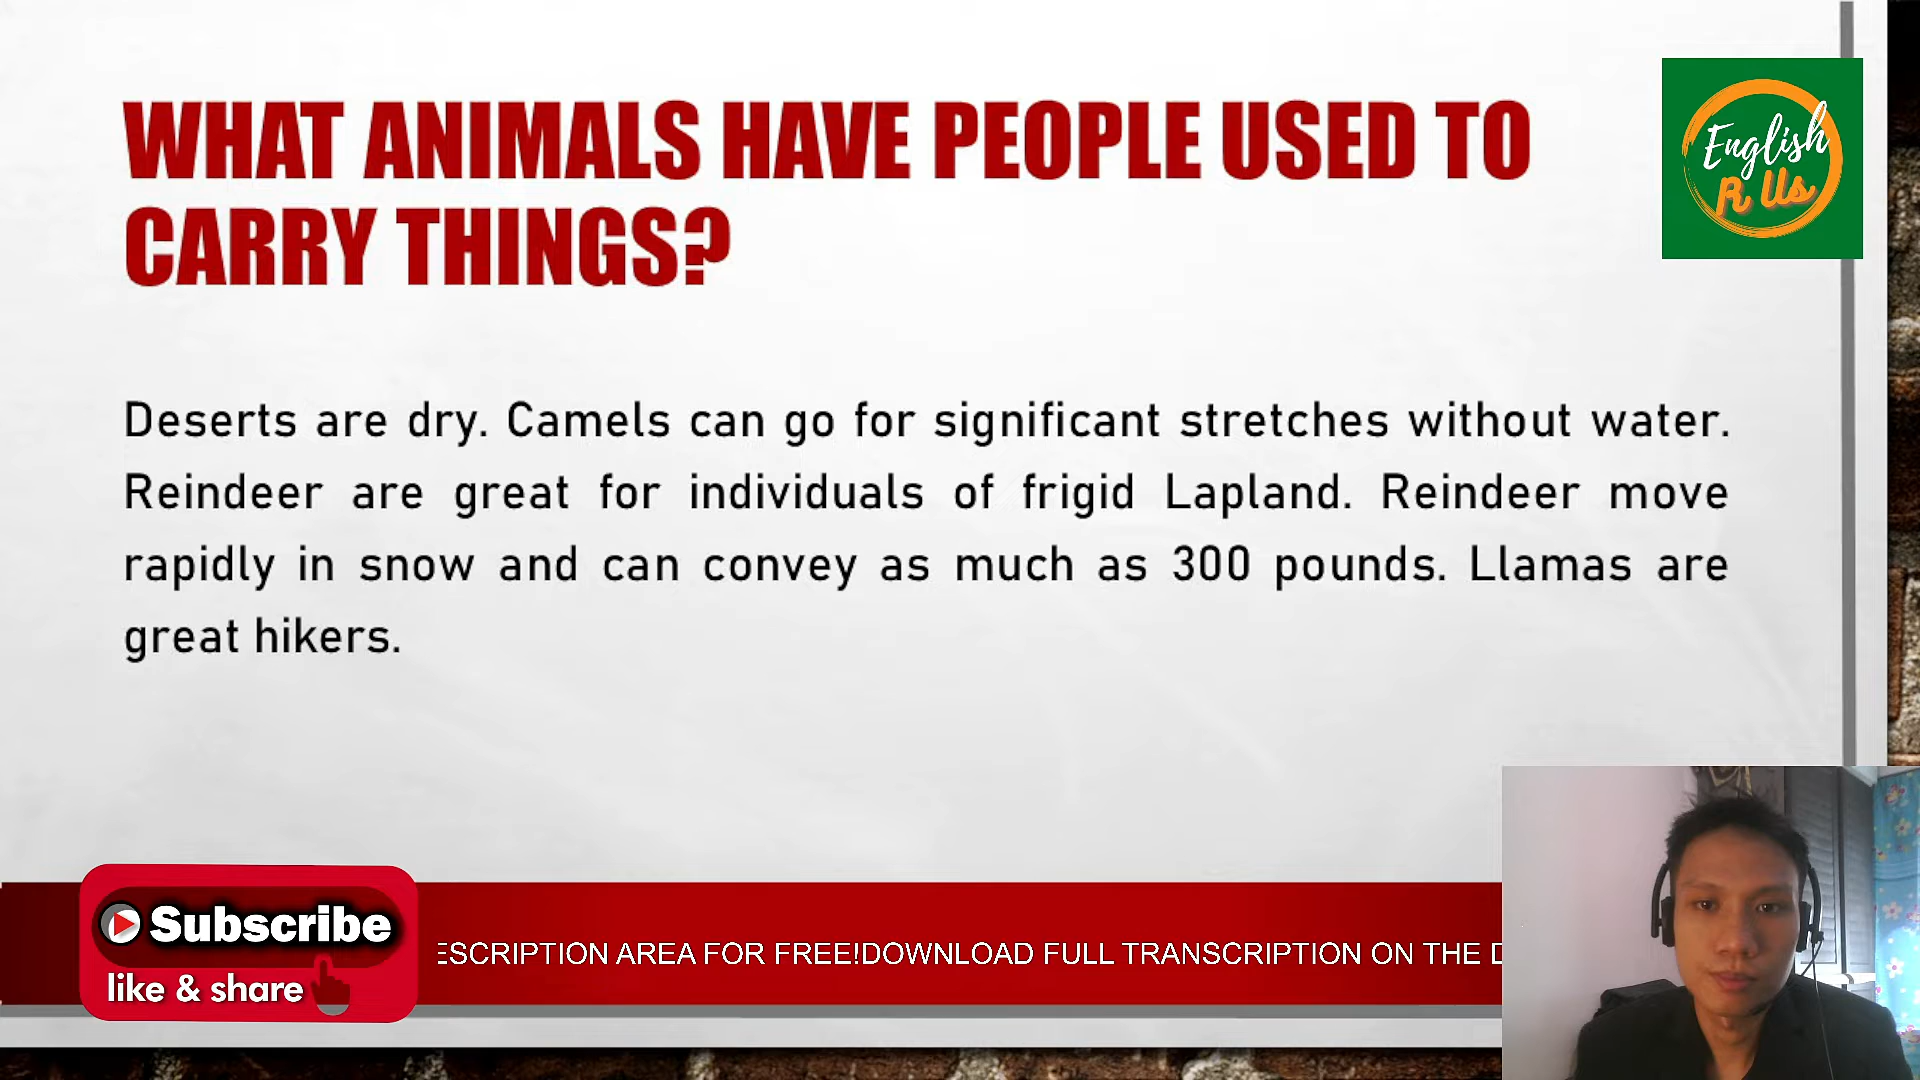 WHAT ANIMALS HAVE PEOPLE USED TO
CARRY THINGS?
English
R Us
Deserts are dry. Camels can go for significant stretches without water.
Reindeer are great for individuals of frigid Lapland. Reindeer move
rapidly in snow and can convey as much as 300 pounds. Llamas are
great hikers.
Subscribe
like & share
ESCRIPTION AREA FOR FREE!DOWNLOAD FULL TRANSCRIPTION ON THE D